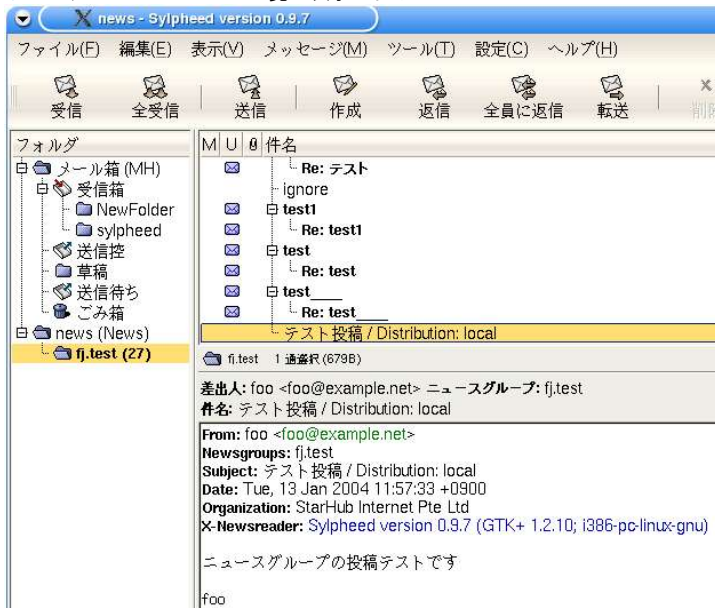 news - Sylpheed version 0.9.7
ファイル(F) 編集(E) 表示(V) メッセージ(M) ツール(T) 設定(C) ヘルプ(H)
受信 全受信 送信 作成 返信 全員に返信 転送
フォルダ
メール箱 (MH)
受信箱
NewFolder
sylpheed
送信控
草稿
送信待ち
ごみ箱
news (News)
fj.test (27)
M U 件名
Re: テスト
ignore
test1
Re: test1
test
Re: test
test____
Re: test____
テスト投稿 / Distribution: local
fj.test 1 通選択 (679B)
差出人: foo <foo@example.net> ニュースグループ: fj.test
件名: テスト投稿 / Distribution: local
From: foo <foo@example.net>
Newsgroups: fj.test
Subject: テスト投稿 / Distribution: local
Date: Tue, 13 Jan 2004 11:57:33 +0900
Organization: StarHub Internet Pte Ltd
X-Newsreader: Sylpheed version 0.9.7 (GTK+ 1.2.10; i386-pc-linux-gnu)
ニュースグループの投稿テストです
foo